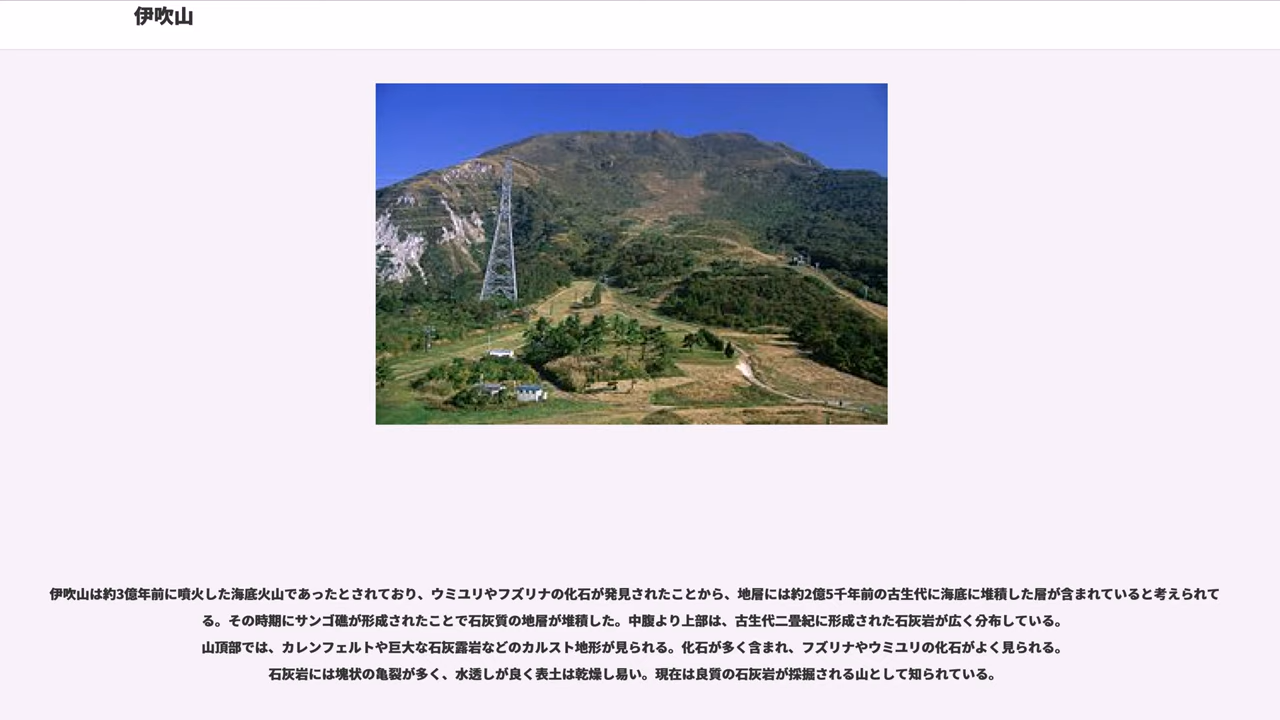 伊吹山
伊吹山は約3億年前に噴火した海底火山であったとされており、ウミユリやフズリナの化石が発見されたことから、地層には約2億5千年前の古生代に海底に堆積した層が含まれていると考えられて
る。その時期にサンゴ礁が形成されたことで石灰質の地層が堆積した。中腹より上部は、古生代二畳紀に形成された石灰岩が広く分布している。
山頂部では、カレンフェルトや巨大な石灰露岩などのカルスト地形が見られる。化石が多く含まれ、フズリナやウミユリの化石がよく見られる。
石灰岩には塊状の亀裂が多く、水透しが良く表土は乾燥し易い。現在は良質の石灰岩が採掘される山として知られている。